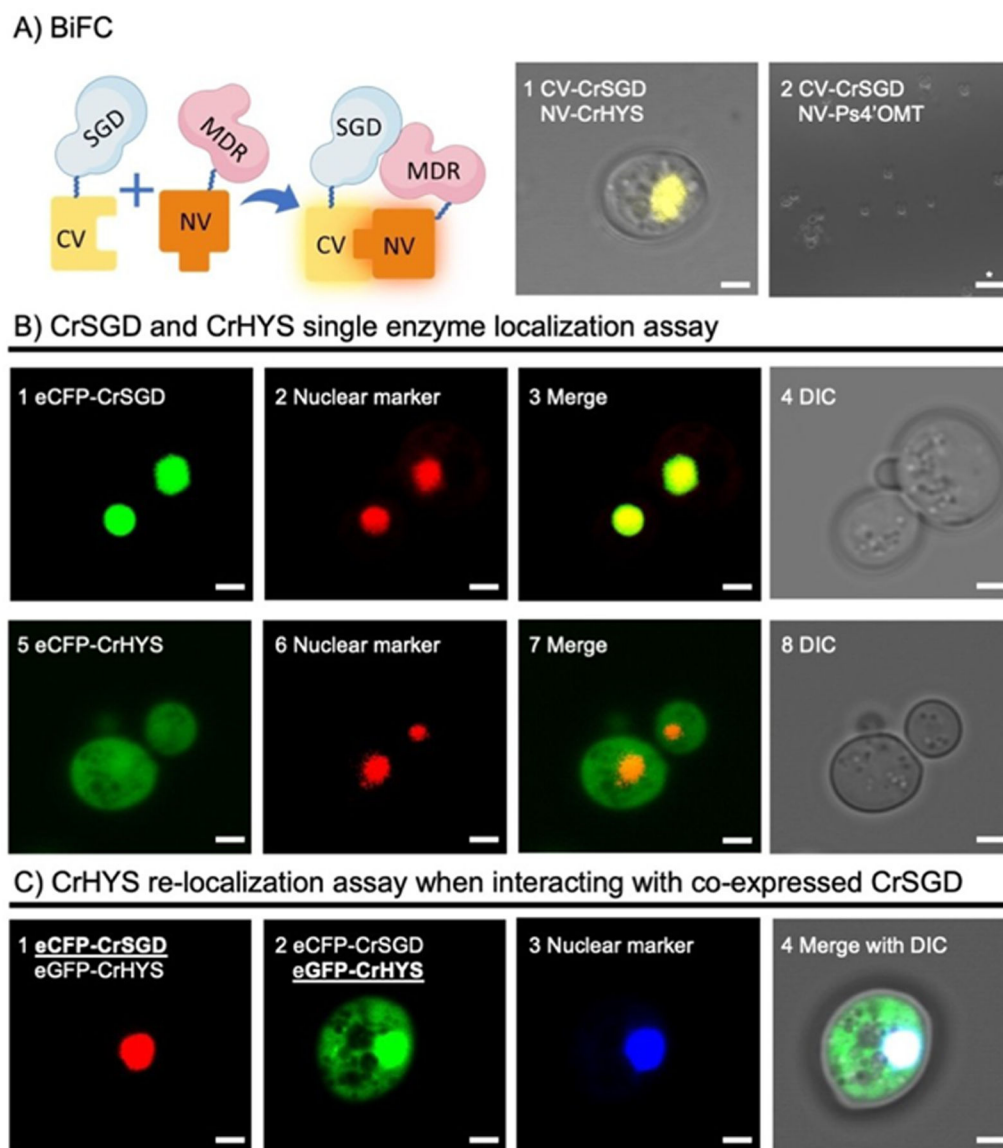 A) BiFC
SGD
MDR
CV
NV
SGD
MDR
CV
NV
1 CV-CrSGD
NV-CrHYS
2 CV-CrSGD
NV-Ps4'OMT
*
B) CrSGD and CrHYS single enzyme localization assay
1 eCFP-CrSGD
2 Nuclear marker
3 Merge
4 DIC
5 eCFP-CrHYS
6 Nuclear marker
7 Merge
8 DIC
C) CrHYS re-localization assay when interacting with co-expressed CrSGD
1 eCFP-CrSGD
eGFP-CrHYS
2 eCFP-CrSGD
eGFP-CrHYS
3 Nuclear marker
4 Merge with DIC